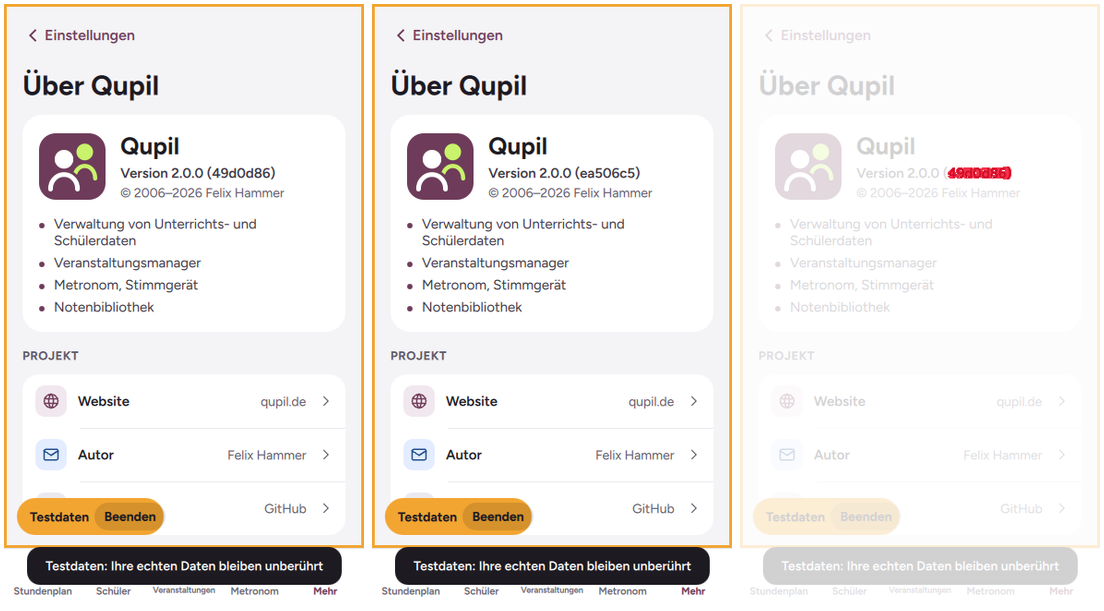 Einstellungen
Über Qupil
Qupil
Version 2.0.0 (49d0d86)
© 2006–2026 Felix Hammer
Verwaltung von Unterrichts- und
Schülerdaten
Veranstaltungsmanager
Metronom, Stimmgerät
Notenbibliothek
PROJEKT
Website qupil.de
Autor Felix Hammer
GitHub
Testdaten Beenden
Testdaten: Ihre echten Daten bleiben unberührt
Stundenplan Schüler Veranstaltungen Metronom Mehr
Einstellungen
Über Qupil
Qupil
Version 2.0.0 (ea506c5)
© 2006–2026 Felix Hammer
Verwaltung von Unterrichts- und
Schülerdaten
Veranstaltungsmanager
Metronom, Stimmgerät
Notenbibliothek
PROJEKT
Website qupil.de
Autor Felix Hammer
GitHub
Testdaten Beenden
Testdaten: Ihre echten Daten bleiben unberührt
Stundenplan Schüler Veranstaltungen Metronom Mehr
Einstellungen
Über Qupil
Qupil
Version 2.0.0
© 2006–2026 Felix Hammer
Verwaltung von Unterrichts- und
Schülerdaten
Veranstaltungsmanager
Metronom, Stimmgerät
Notenbibliothek
PROJEKT
Website qupil.de
Autor Felix Hammer
GitHub
Testdaten Beenden
Testdaten: Ihre echten Daten bleiben unberührt
Stundenplan Schüler Veranstaltungen Metronom Mehr